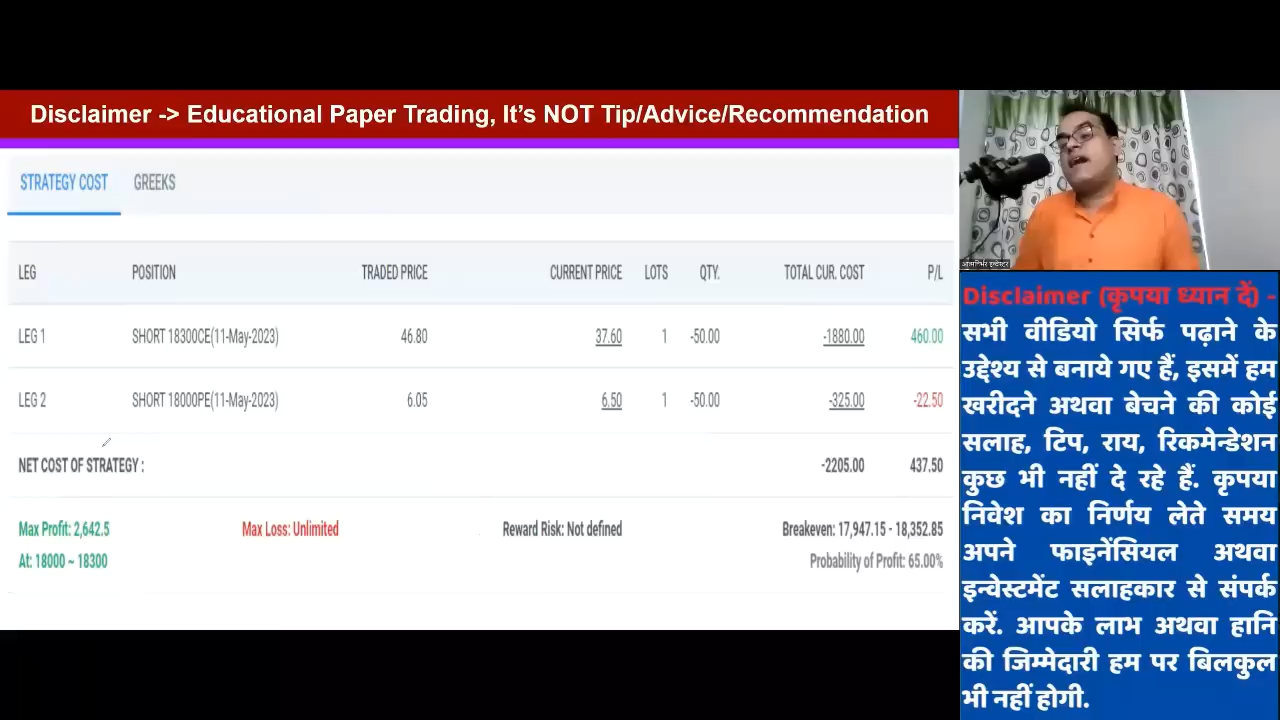 Disclaimer -> Educational Paper Trading, It's NOT Tip/Advice/Recommendation
STRATEGY COST GREEKS
LEG POSITION TRADED PRICE CURRENT PRICE LOTS QTY. TOTAL CUR. COST P/L
LEG 1 SHORT 18300CE(11-May-2023) 46.80 37.60 1 -50.00 -1880.00 460.00
LEG 2 SHORT 18000PE(11-May-2023) 6.05 6.50 1 -50.00 -325.00 -22.50
NET COST OF STRATEGY : -2205.00 437.50
Max Profit: 2,642.5 Max Loss: Unlimited Reward Risk: Not defined Breakeven: 17,947.15 - 18,352.85
At: 18000 ~ 18300 Probability of Profit: 65.00%
आत्मनिर्भर इन्वेस्टर
Disclaimer (कृपया ध्यान दें) -
सभी वीडियो सिर्फ पढ़ाने के
उद्देश्य से बनाये गए हैं, इसमें हम
खरीदने अथवा बेचने की कोई
सलाह, टिप, राय, रिकमेन्डेशन
कुछ भी नहीं दे रहे हैं. कृपया
निवेश का निर्णय लेते समय
अपने फाइनेंसियल अथवा
इन्वेस्टमेंट सलाहकार से संपर्क
करें. आपके लाभ अथवा हानि
की जिम्मेदारी हम पर बिलकुल
भी नहीं होगी.